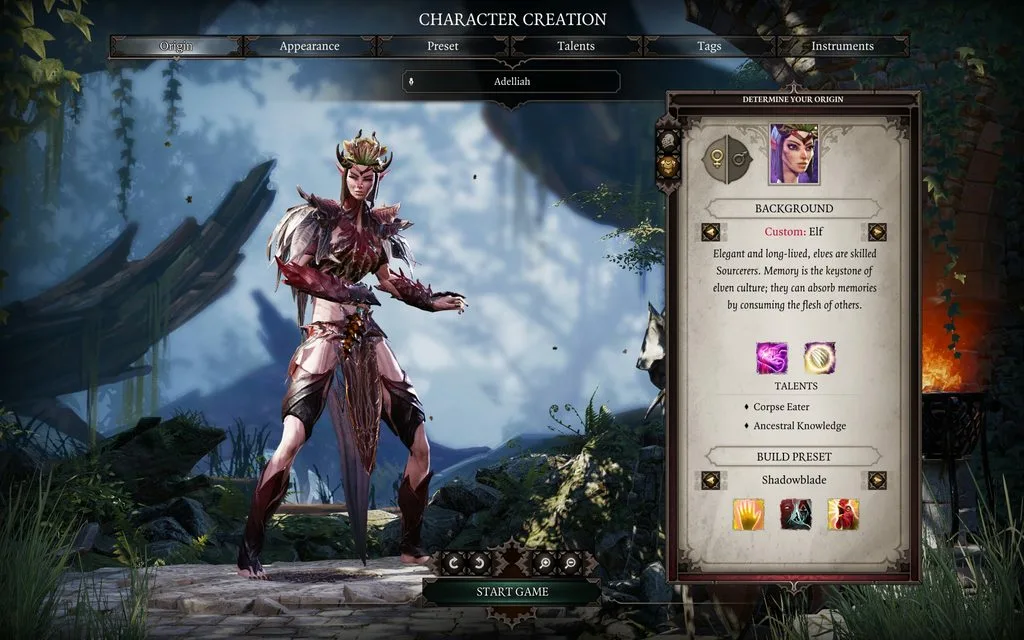 CHARACTER CREATION
Origin
Appearance
Preset
Talents
Tags
Instruments
Adelliah
DETERMINE YOUR ORIGIN
BACKGROUND
Custom: Elf
Elegant and long-lived, elves are skilled
Sourcerers. Memory is the keystone of
elven culture; they can absorb memories
by consuming the flesh of others.
TALENTS
♦ Corpse Eater
♦ Ancestral Knowledge
BUILD PRESET
Shadowblade
START GAME